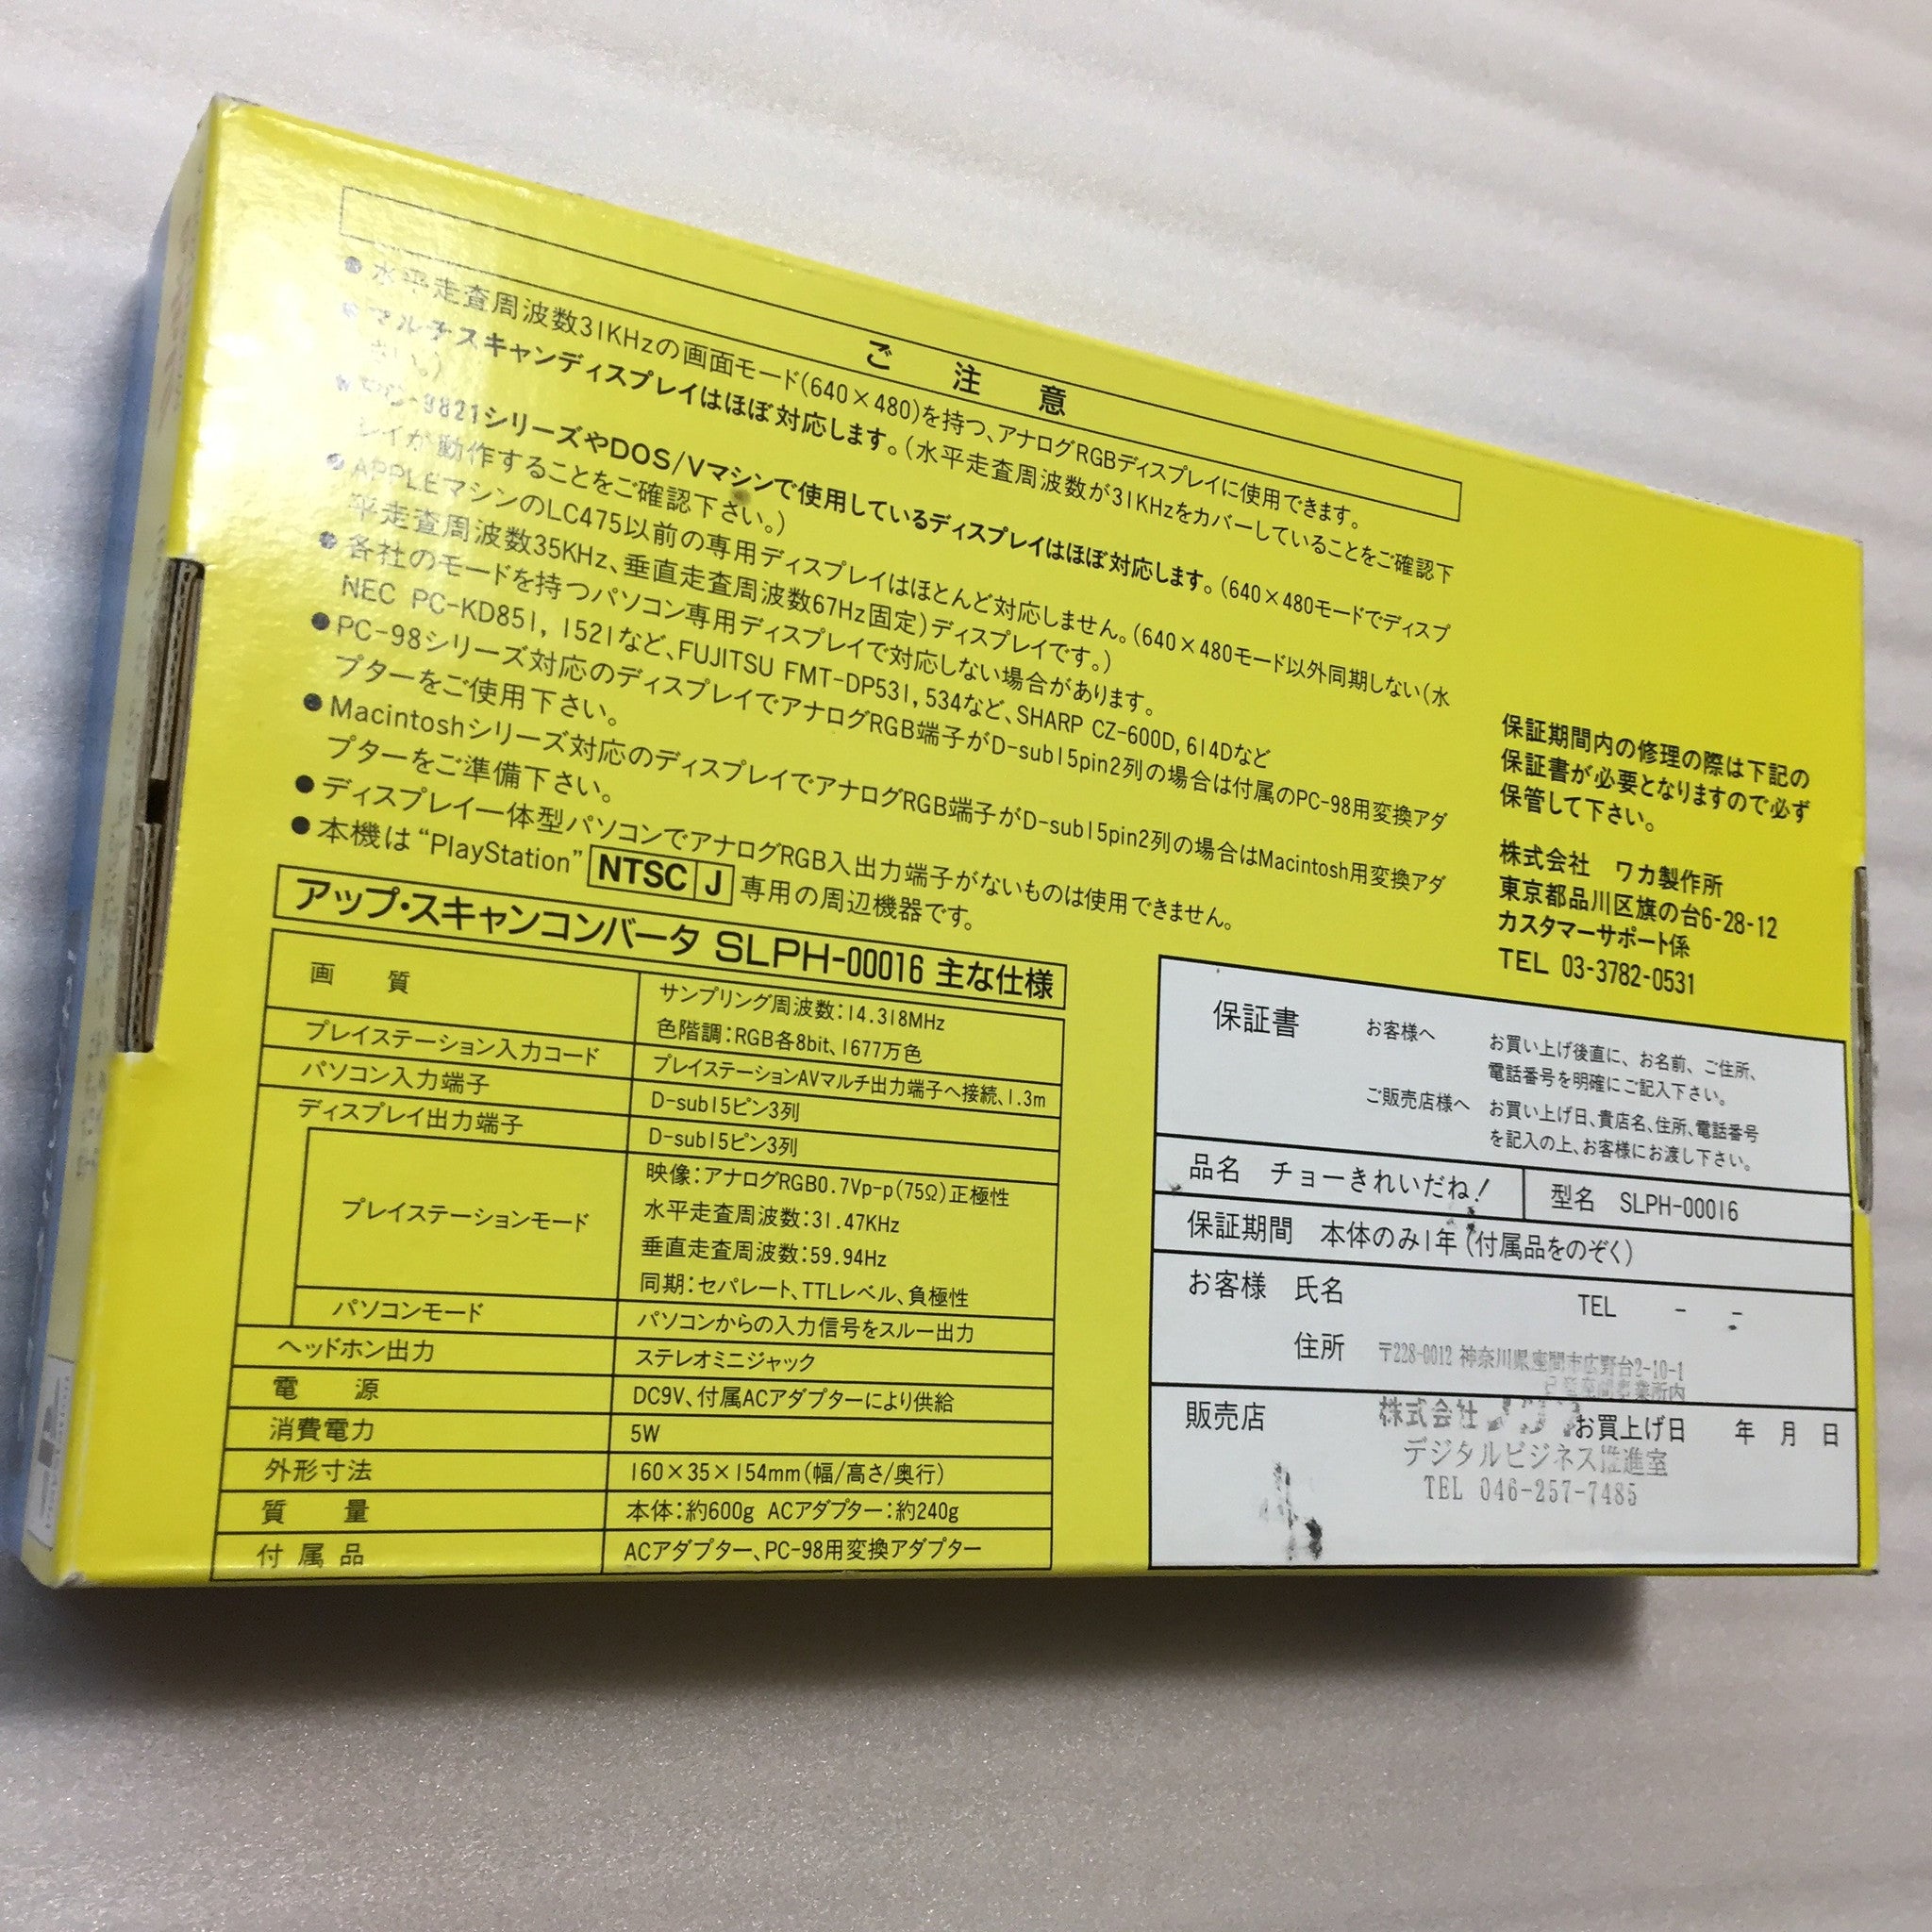 ご 注 意
●水平走査周波数31KHzの画面モード(640×480)を持つ、アナログRGBディスプレイに使用できます。
●マルチスキャンディスプレイはほぼ対応します。(水平走査周波数が31KHzをカバーしていることをご確認下
さい。)
●PC-9821シリーズやDOS/Vマシンで使用しているディスプレイはほぼ対応します。(640×480モードでディスプ
レイが動作することをご確認下さい。)
●APPLEマシンのLC475以前の専用ディスプレイはほとんど対応しません。(640×480モード以外同期しない(水
平走査周波数35KHz、垂直走査周波数67Hz固定)ディスプレイです。)
●各社のモードを持つパソコン専用ディスプレイで対応しない場合があります。
NEC PC-KD851, 1521など、FUJITSU FMT-DP531, 534など、SHARP CZ-600D, 614Dなど
●PC-98シリーズ対応のディスプレイでアナログRGB端子がD-sub15pin2列の場合は付属のPC-98用変換アダ
プターをご使用下さい。
●Macintoshシリーズ対応のディスプレイでアナログRGB端子がD-sub15pin2列の場合はMacintosh用変換アダ
プターをご準備下さい。
●ディスプレイ一体型パソコンでアナログRGB入出力端子がないものは使用できません。
●本機は“PlayStation” NTSC J 専用の周辺機器です。
アップ・スキャンコンバータ SLPH-00016 主な仕様
画 質 サンプリング周波数:14.318MHz
色階調:RGB各8bit、1677万色
プレイステーション入力コード プレイステーションAVマルチ出力端子へ接続、1.3m
パソコン入力端子 D-sub15ピン3列
ディスプレイ出力端子 D-sub15ピン3列
プレイステーションモード 映像:アナログRGB0.7Vp-p(75Ω)正極性
水平走査周波数:31.47KHz
垂直走査周波数:59.94Hz
同期:セパレート、TTLレベル、負極性
パソコンモード パソコンからの入力信号をスルー出力
ヘッドホン出力 ステレオミニジャック
電 源 DC9V、付属ACアダプターにより供給
消費電力 5W
外形寸法 160×35×154mm(幅/高さ/奥行)
質 量 本体:約600g ACアダプター:約240g
付属品 ACアダプター、PC-98用変換アダプター
保証期間内の修理の際は下記の
保証書が必要となりますので必ず
保管して下さい。
株式会社 ワカ製作所
東京都品川区旗の台6-28-12
カスタマーサポート係
TEL 03-3782-0531
保証書 お客様へ お買い上げ後直に、お名前、ご住所、
電話番号を明確にご記入下さい。
ご販売店様へ お買い上げ日、貴店名、住所、電話番号
を記入の上、お客様にお渡し下さい。
品名 チョーきれいだね! 型名 SLPH-00016
保証期間 本体のみ1年(付属品をのぞく)
お客様 氏名 TEL - -
住所 〒228-0012 神奈川県座間市広野台2-10-1
販売店 株式会社 お買上げ日 年 月 日
デジタルビジネス推進室
TEL 046-257-7485